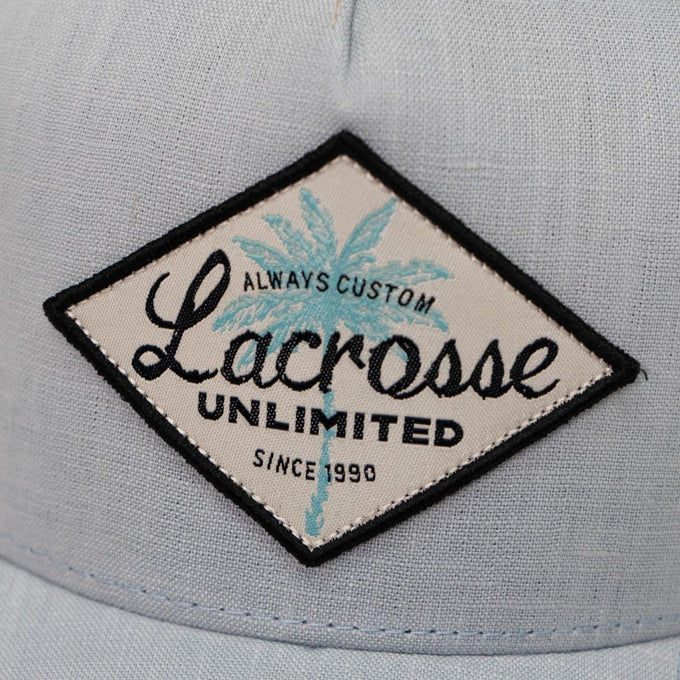 ALWAYS CUSTOM
Lacrosse
UNLIMITED
SINCE 1990